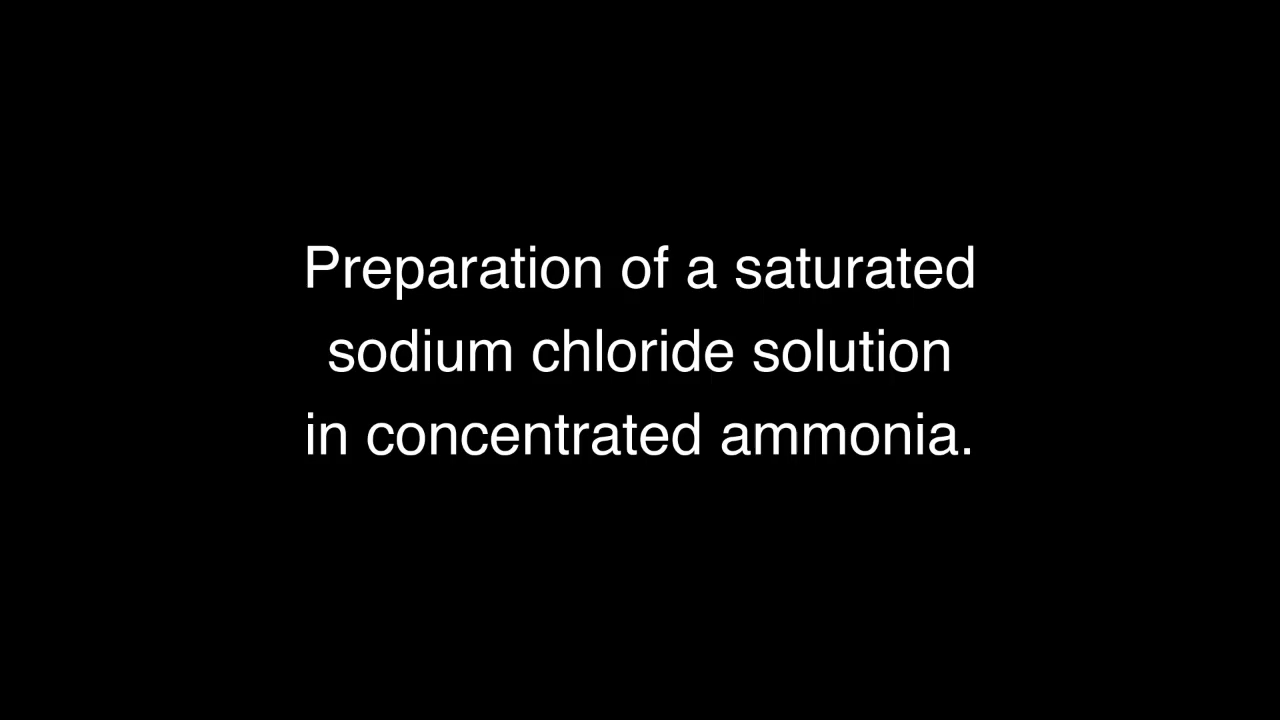 Preparation of a saturated
sodium chloride solution
in concentrated ammonia.